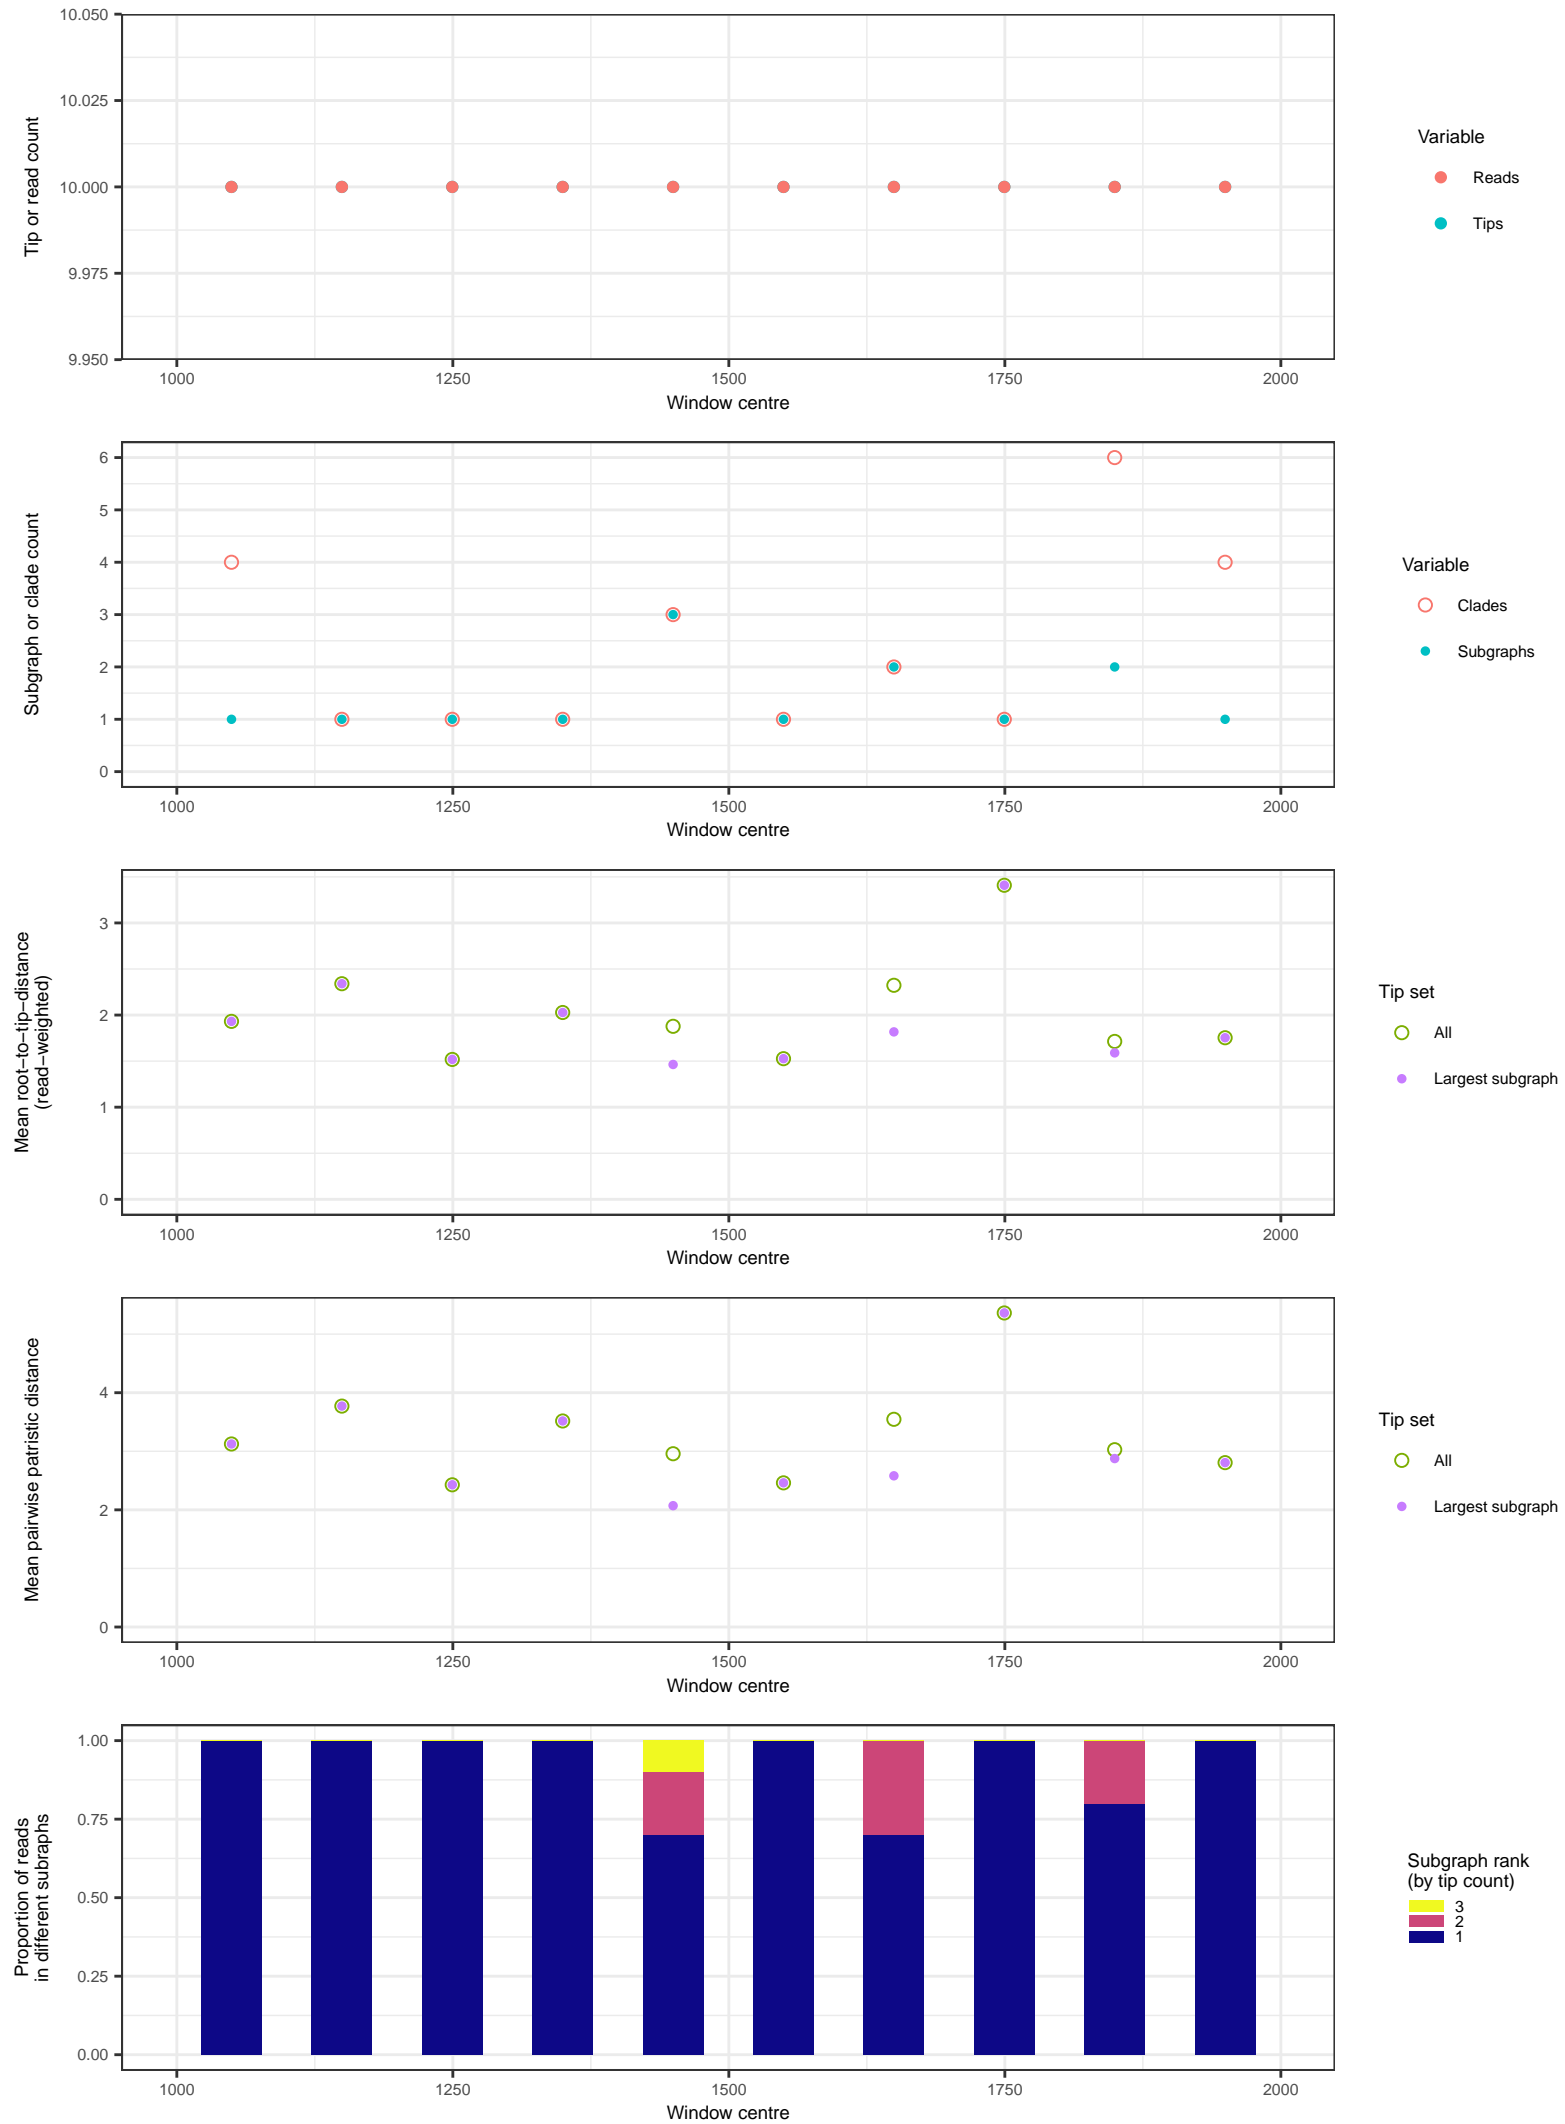 10.050
10.025
10.000
9.975
9.950
Tip or read count
1000 1250 1500 1750 2000
Window centre
Variable
Reads
Tips
6
5
4
3
2
1
0
Subgraph or clade count
1000 1250 1500 1750 2000
Window centre
Variable
Clades
Subgraphs
3
2
1
0
Mean root−to−tip−distance
(read−weighted)
1000 1250 1500 1750 2000
Window centre
Tip set
All
Largest subgraph
4
2
0
Mean pairwise patristic distance
1000 1250 1500 1750 2000
Window centre
Tip set
All
Largest subgraph
1.00
0.75
0.50
0.25
0.00
Proportion of reads
in different subraphs
1000 1250 1500 1750 2000
Window centre
Subgraph rank
(by tip count)
3
2
1